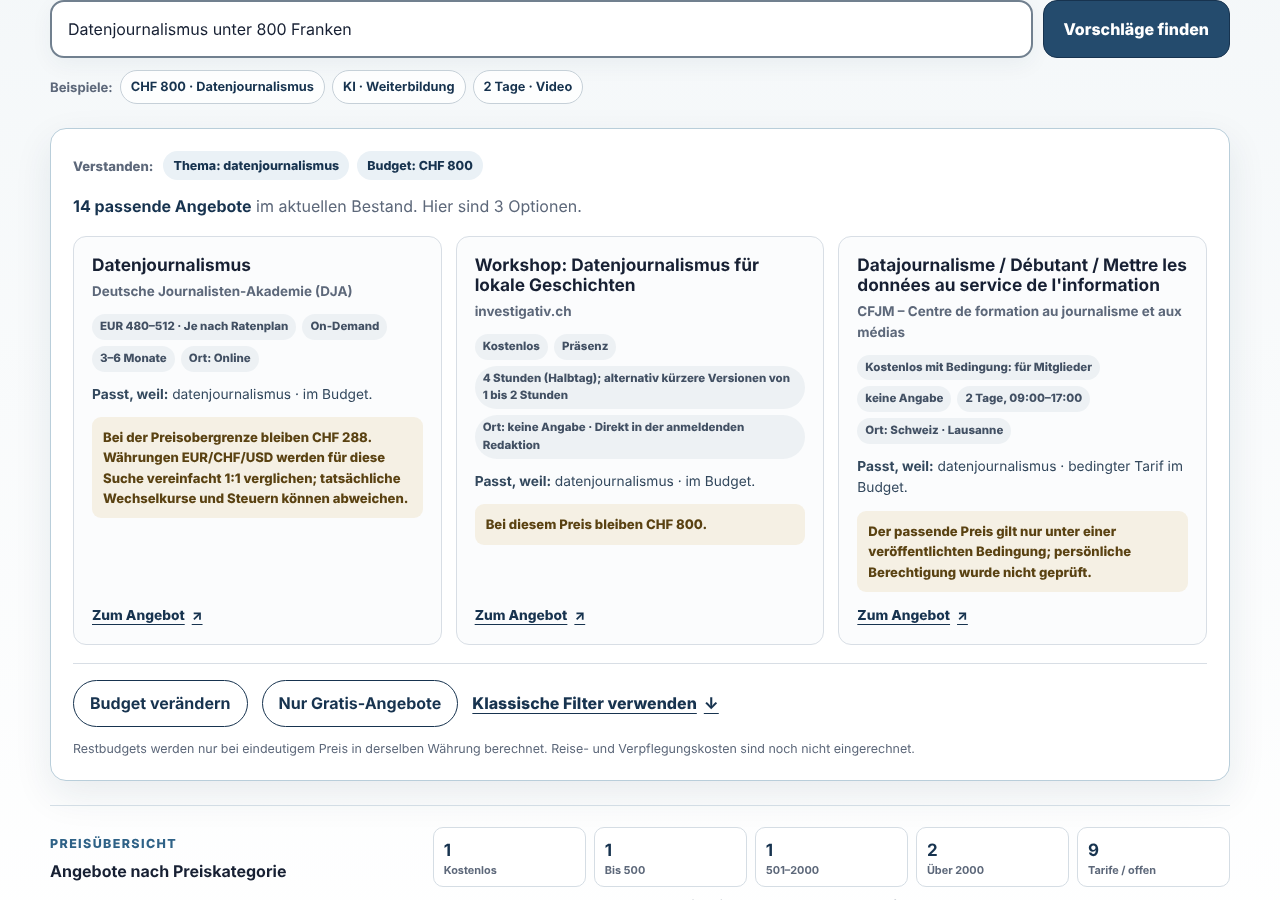 Datenjournalismus unter 800 Franken
Vorschläge finden
Beispiele:
CHF 800 · Datenjournalismus
KI · Weiterbildung
2 Tage · Video
Verstanden:
Thema: datenjournalismus
Budget: CHF 800
14 passende Angebote im aktuellen Bestand. Hier sind 3 Optionen.
Datenjournalismus
Deutsche Journalisten-Akademie (DJA)
EUR 480–512 · Je nach Ratenplan
On-Demand
3–6 Monate
Ort: Online
Passt, weil: datenjournalismus · im Budget.
Bei der Preisobergrenze bleiben CHF 288.
Währungen EUR/CHF/USD werden für diese
Suche vereinfacht 1:1 verglichen; tatsächliche
Wechselkurse und Steuern können abweichen.
Zum Angebot ↗
Workshop: Datenjournalismus für
lokale Geschichten
investigativ.ch
Kostenlos
Präsenz
4 Stunden (Halbtag); alternativ kürzere Versionen von
1 bis 2 Stunden
Ort: keine Angabe · Direkt in der anmeldenden
Redaktion
Passt, weil: datenjournalismus · im Budget.
Bei diesem Preis bleiben CHF 800.
Zum Angebot ↗
Datajournalisme / Débutant / Mettre les
données au service de l'information
CFJM – Centre de formation au journalisme et aux
médias
Kostenlos mit Bedingung: für Mitglieder
keine Angabe
2 Tage, 09:00–17:00
Ort: Schweiz · Lausanne
Passt, weil: datenjournalismus · bedingter Tarif im
Budget.
Der passende Preis gilt nur unter einer
veröffentlichten Bedingung; persönliche
Berechtigung wurde nicht geprüft.
Zum Angebot ↗
Budget verändern
Nur Gratis-Angebote
Klassische Filter verwenden ↓
Restbudgets werden nur bei eindeutigem Preis in derselben Währung berechnet. Reise- und Verpflegungskosten sind noch nicht eingerechnet.
PREISÜBERSICHT
Angebote nach Preiskategorie
1
Kostenlos
1
Bis 500
1
501–2000
2
Über 2000
9
Tarife / offen